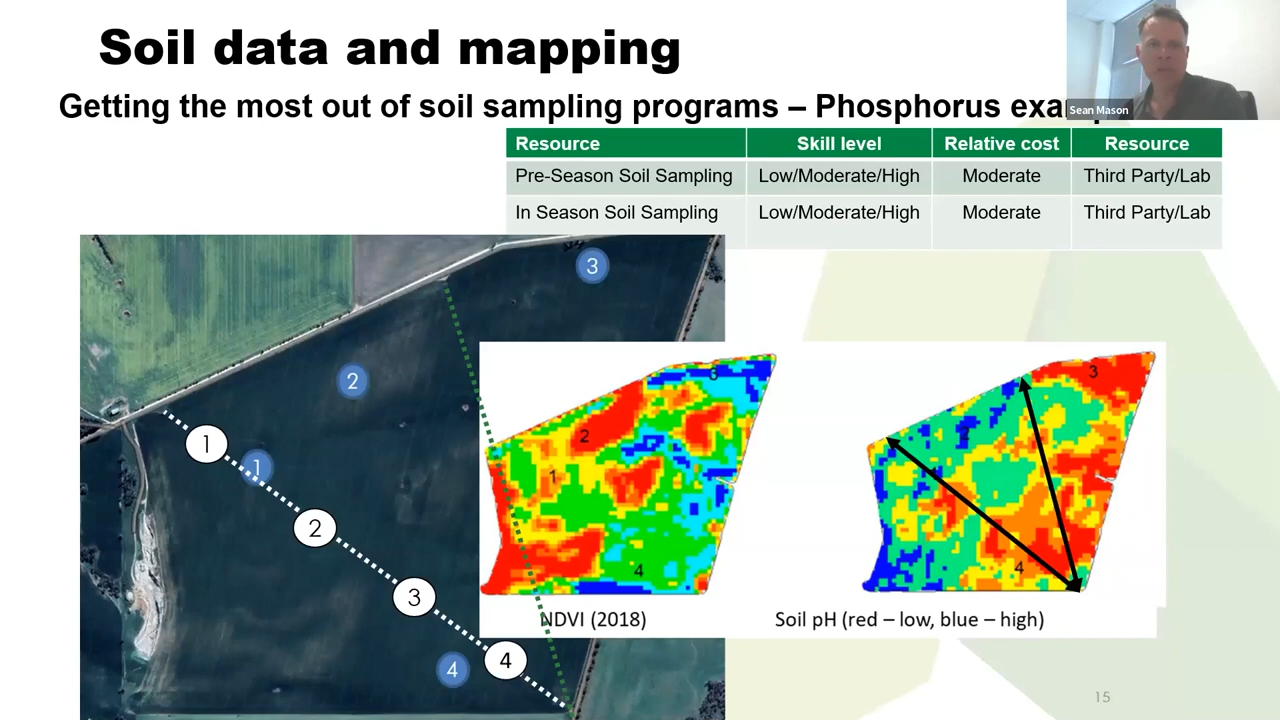 Soil data and mapping
Getting the most out of soil sampling programs – Phosphorus
Sean Mason
Resource Skill level Relative cost Resource
Pre-Season Soil Sampling Low/Moderate/High Moderate Third Party/Lab
In Season Soil Sampling Low/Moderate/High Moderate Third Party/Lab
3
2
1
1
2
3
4
4
2
1
4
NDVI (2018)
3
4
Soil pH (red – low, blue – high)
15